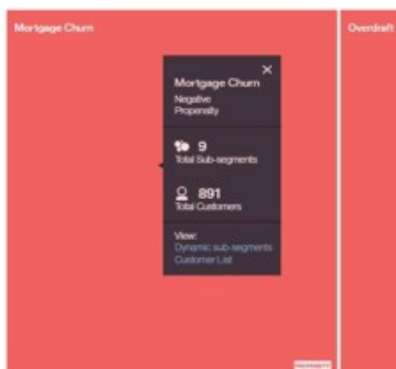 Mortgage Churn
Overdraft
Mortgage Churn
Negative
Propensity
9
Total Sub-segments
891
Total Customers
View:
Dynamic sub-segments
Customer List
PROPENSITY